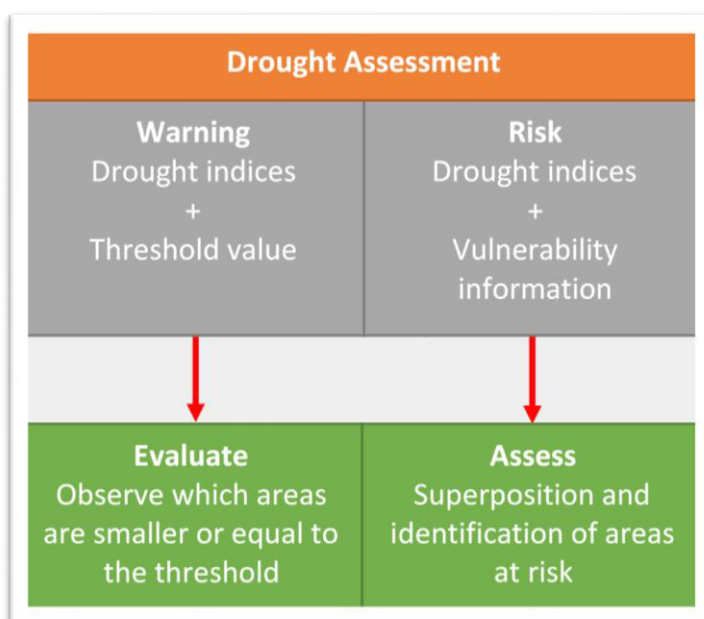 Drought Assessment
Warning
Drought indices
+
Threshold value
Risk
Drought indices
+
Vulnerability
information
Evaluate
Observe which areas
are smaller or equal to
the threshold
Assess
Superposition and
identification of areas
at risk